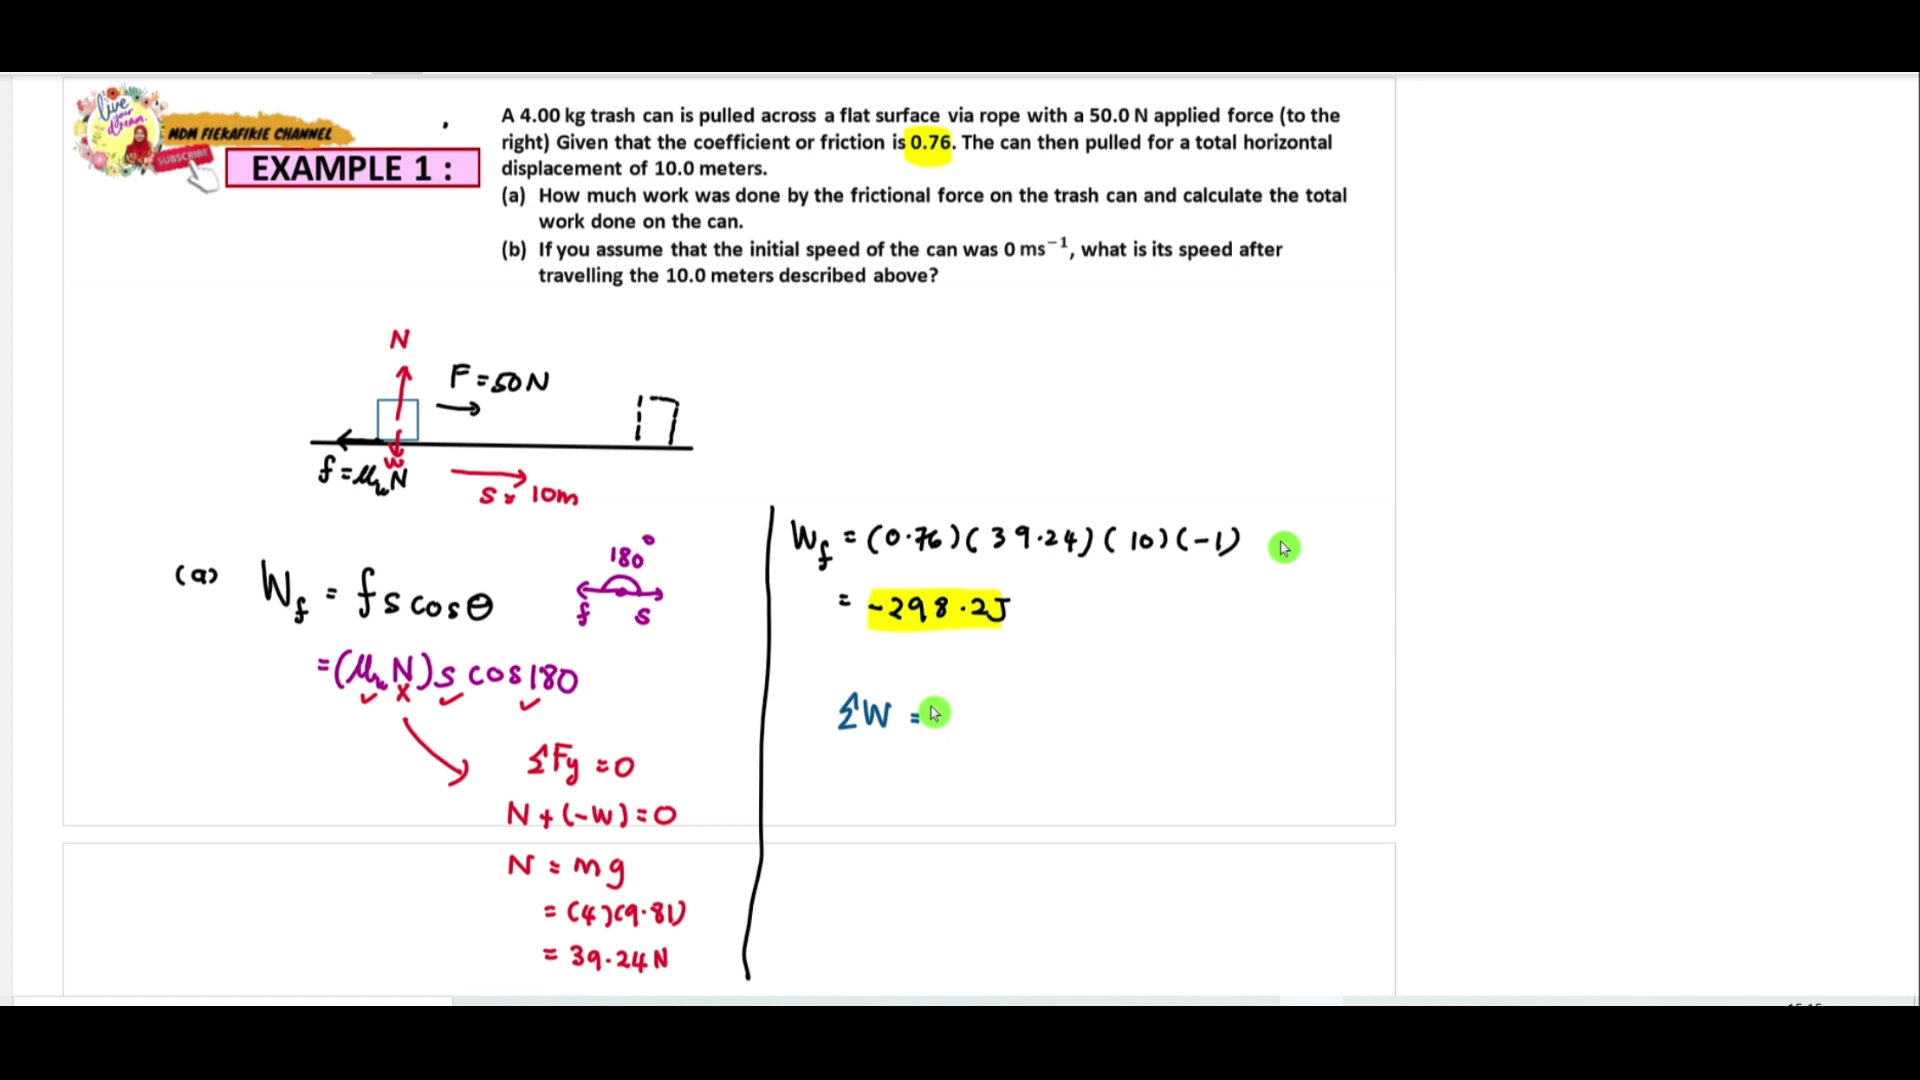 live your dream.
MDM FIEKAFIKIE CHANNEL
SUBSCRIBE
EXAMPLE 1 :
A 4.00 kg trash can is pulled across a flat surface via rope with a 50.0 N applied force (to the
right) Given that the coefficient or friction is 0.76. The can then pulled for a total horizontal
displacement of 10.0 meters.
(a) How much work was done by the frictional force on the trash can and calculate the total
work done on the can.
(b) If you assume that the initial speed of the can was 0 ms⁻¹, what is its speed after
travelling the 10.0 meters described above?
N
F = 50N
W
f = μₖN
S = 10m
(a) W_f = f s cos θ
180°
f s
= (μₖN) s cos 180
ΣFy = 0
N + (-W) = 0
N = mg
= (4)(9.81)
= 39.24N
W_f = (0.76)(39.24)(10)(-1)
= -298.2J
ΣW =